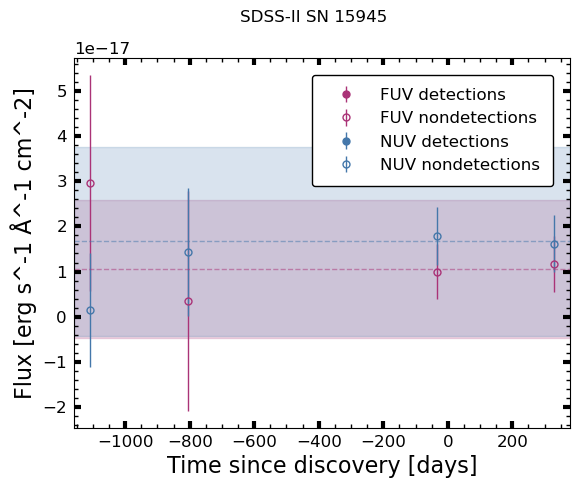 SDSS-II SN 15945
1e−17
FUV detections
FUV nondetections
NUV detections
NUV nondetections
5
4
3
2
1
0
−1
−2
Flux [erg s^-1 Å^-1 cm^-2]
−1000 −800 −600 −400 −200 0 200
Time since discovery [days]